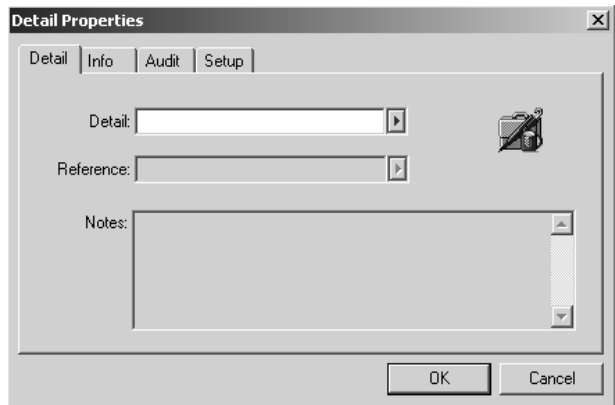 Detail Properties
Detail Info Audit Setup
Detail:
Reference:
Notes:
OK Cancel